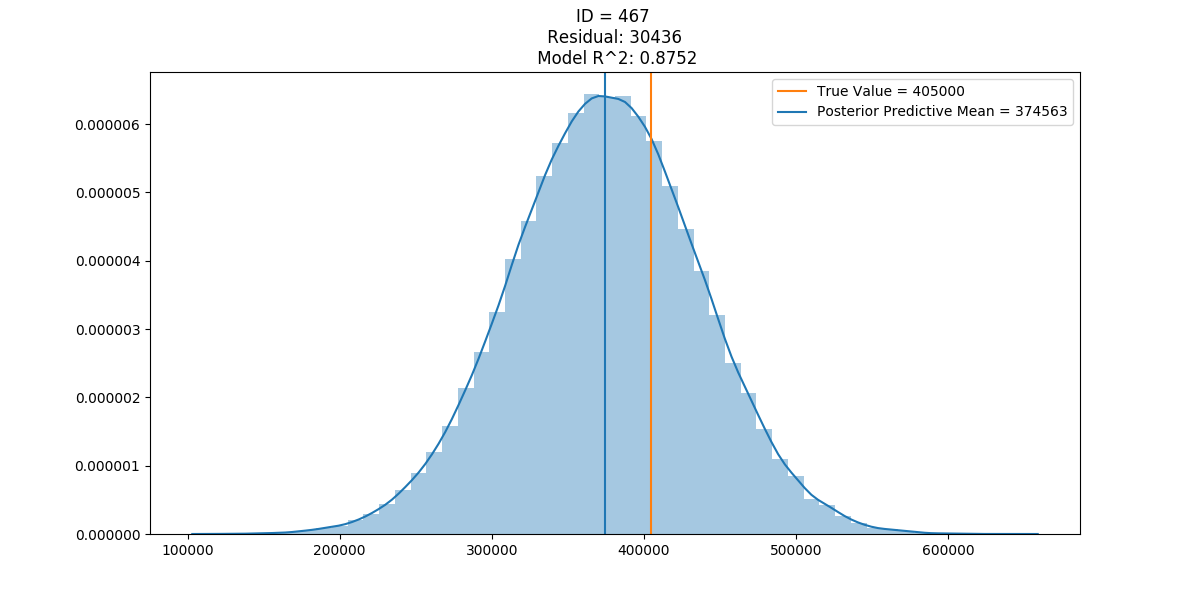 ID = 467
Residual: 30436
Model R^2: 0.8752
True Value = 405000
Posterior Predictive Mean = 374563
0.000006
0.000005
0.000004
0.000003
0.000002
0.000001
0.000000
100000 200000 300000 400000 500000 600000